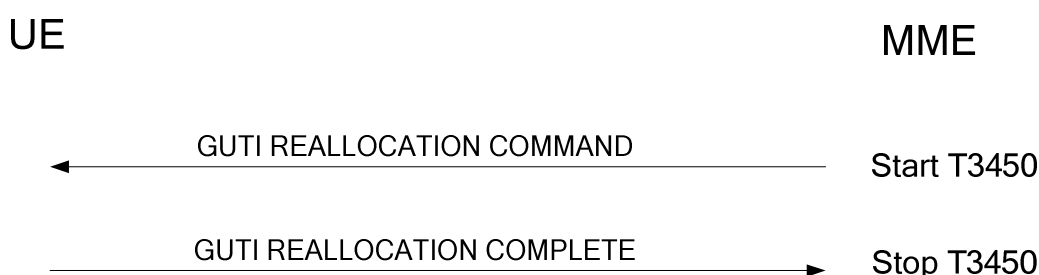 UE
MME
GUTI REALLOCATION COMMAND
Start T3450
GUTI REALLOCATION COMPLETE
Stop T3450